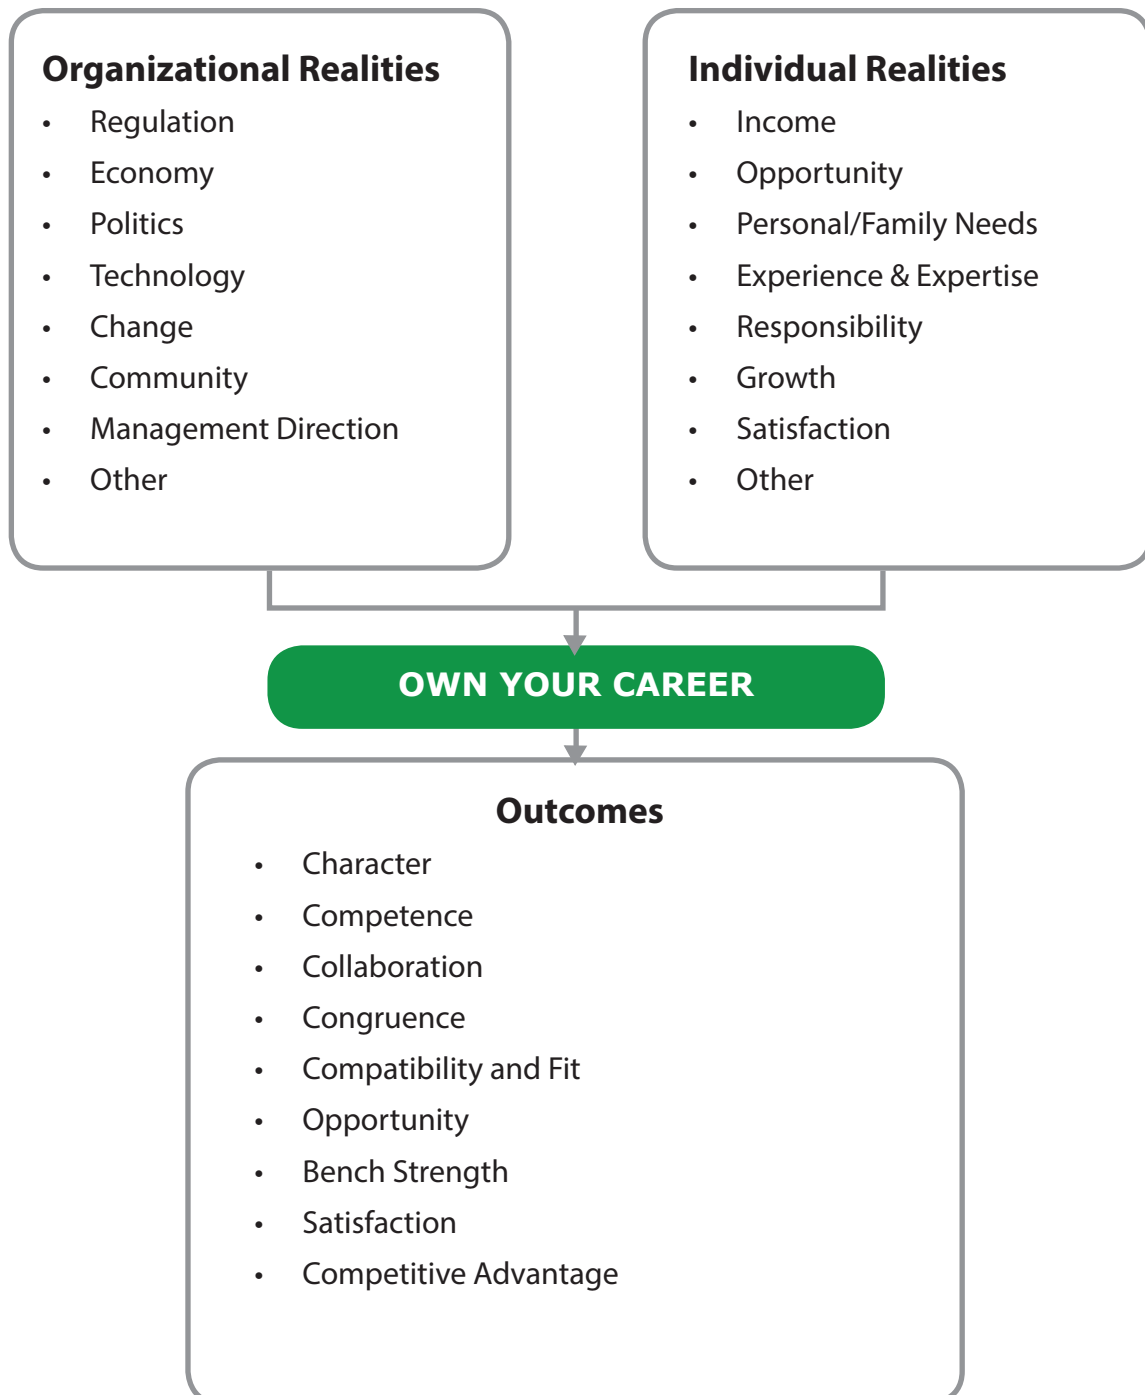 Organizational Realities
• Regulation
• Economy
• Politics
• Technology
• Change
• Community
• Management Direction
• Other
Individual Realities
• Income
• Opportunity
• Personal/Family Needs
• Experience & Expertise
• Responsibility
• Growth
• Satisfaction
• Other
OWN YOUR CAREER
Outcomes
• Character
• Competence
• Collaboration
• Congruence
• Compatibility and Fit
• Opportunity
• Bench Strength
• Satisfaction
• Competitive Advantage